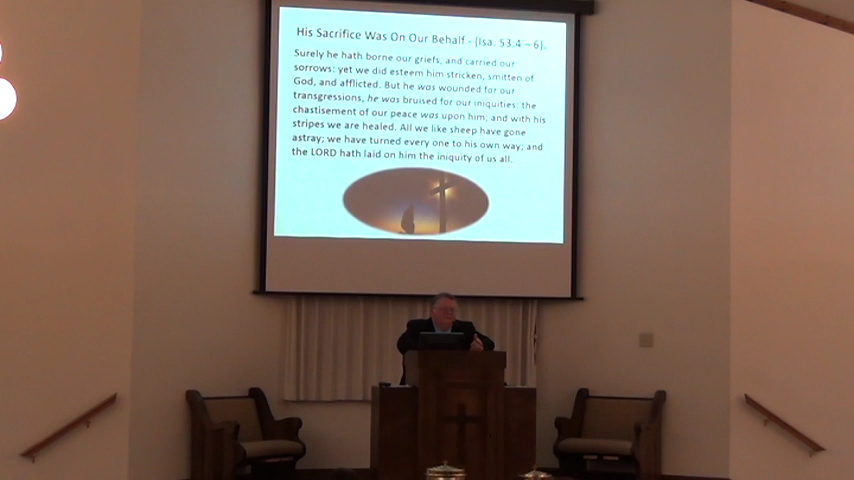 His Sacrifice Was On Our Behalf - (Isa. 53:4 – 6).
Surely he hath borne our griefs, and carried our
sorrows: yet we did esteem him stricken, smitten of
God, and afflicted. But he was wounded for our
transgressions, he was bruised for our iniquities: the
chastisement of our peace was upon him; and with his
stripes we are healed. All we like sheep have gone
astray; we have turned every one to his own way; and
the LORD hath laid on him the iniquity of us all.